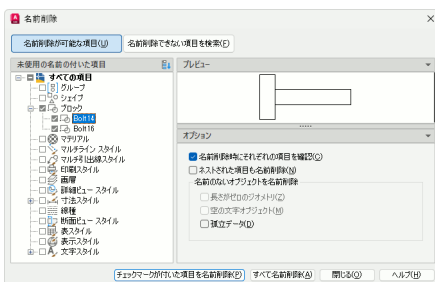 名前削除
名前削除が可能な項目(U)
名前削除できない項目を検索(F)
未使用の名前の付いた項目
すべての項目
グループ
シェイプ
ブロック
Bolt14
Bolt16
マテリアル
マルチライン スタイル
マルチ引出線スタイル
印刷スタイル
画層
詳細ビュー スタイル
寸法スタイル
線種
断面ビュー スタイル
表スタイル
表示スタイル
文字スタイル
プレビュー
オプション
名前削除時にそれぞれの項目を確認(C)
ネストされた項目も名前削除(N)
名前のないオブジェクトを名前削除
長さがゼロのジオメトリ(Z)
空の文字オブジェクト(M)
孤立データ(D)
チェックマークが付いた項目を名前削除(P)
すべて名前削除(A)
閉じる(O)
ヘルプ(H)